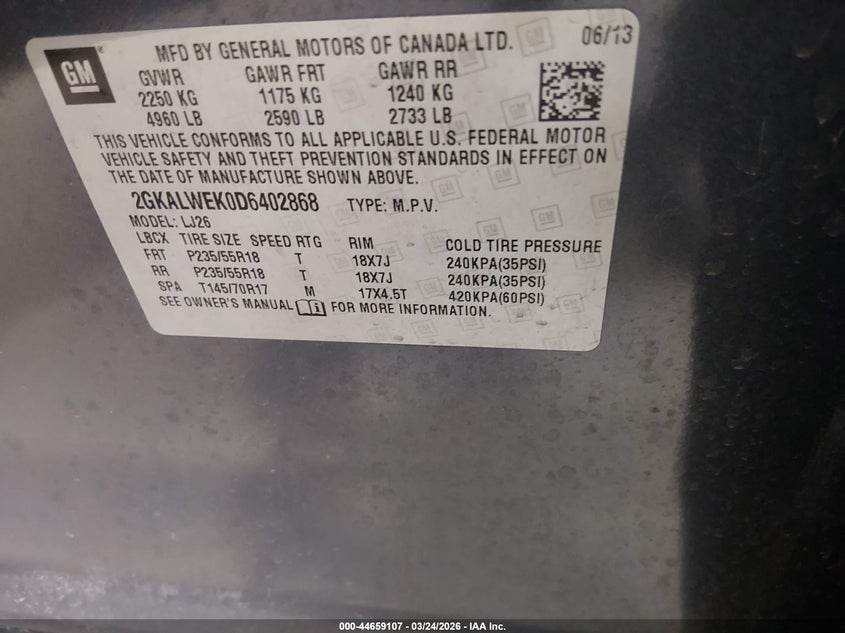 GM
MFD BY GENERAL MOTORS OF CANADA LTD. 06/13
GVWR GAWR FRT GAWR RR
2250 KG 1175 KG 1240 KG
4960 LB 2590 LB 2733 LB
THIS VEHICLE CONFORMS TO ALL APPLICABLE U.S. FEDERAL MOTOR
VEHICLE SAFETY AND THEFT PREVENTION STANDARDS IN EFFECT ON
THE DATE OF MANUFACTURE SHOWN ABOVE.
2GKALWEK0D6402868 TYPE: M.P.V.
MODEL: LJ26
LBCX TIRE SIZE SPEED RTG RIM COLD TIRE PRESSURE
FRT P235/55R18 T 18X7J 240KPA(35PSI)
RR P235/55R18 T 18X7J 240KPA(35PSI)
SPA T145/70R17 M 17X4.5T 420KPA(60PSI)
SEE OWNER'S MANUAL FOR MORE INFORMATION.
000-44659107 - 03/24/2026 - IAA Inc.